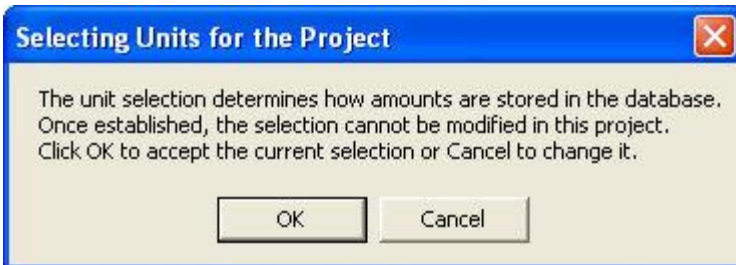 Selecting Units for the Project
The unit selection determines how amounts are stored in the database.
Once established, the selection cannot be modified in this project.
Click OK to accept the current selection or Cancel to change it.
OK
Cancel